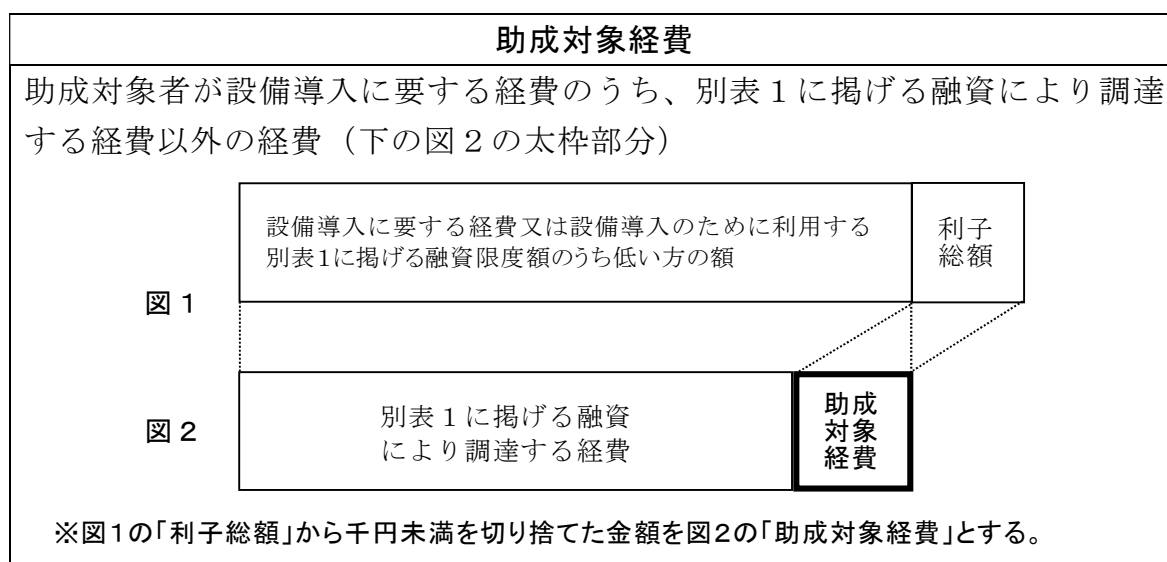 助成対象経費
助成対象者が設備導入に要する経費のうち、別表１に掲げる融資により調達
する経費以外の経費（下の図２の太枠部分）
設備導入に要する経費又は設備導入のために利用する
別表1に掲げる融資限度額のうち低い方の額
利子
総額
図１
別表１に掲げる融資
により調達する経費
助成
対象
経費
図２
※図１の「利子総額」から千円未満を切り捨てた金額を図２の「助成対象経費」とする。